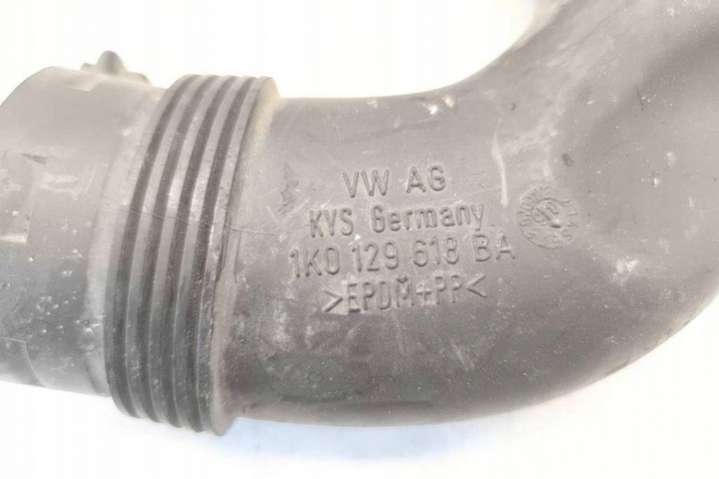 VW AG
KVS Germany
1K0 129 618 BA
>EPDM+PP<